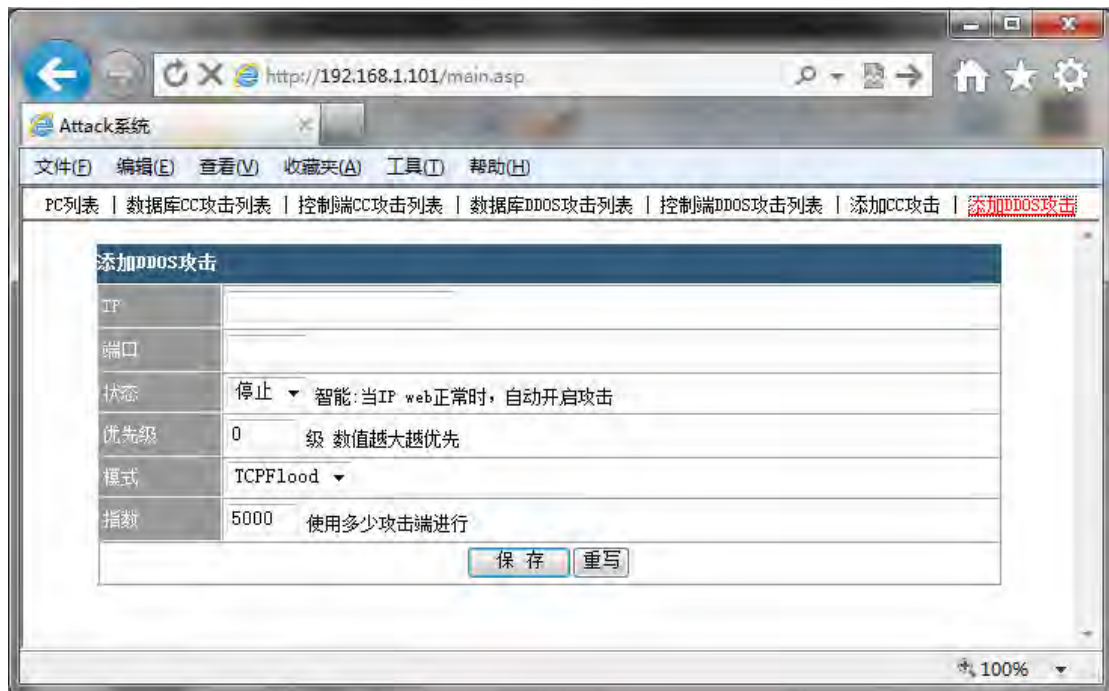 http://192.168.1.101/main.asp
Attack系统
文件(F) 编辑(E) 查看(V) 收藏夹(A) 工具(T) 帮助(H)
PC列表 | 数据库CC攻击列表 | 控制端CC攻击列表 | 数据库DDOS攻击列表 | 控制端DDOS攻击列表 | 添加CC攻击 | 添加DDOS攻击
添加DDOS攻击
IP
端口
状态 停止 智能:当IP web正常时，自动开启攻击
优先级 0 级 数值越大越优先
模式 TCPFlood
指数 5000 使用多少攻击端进行
保 存 重写
100%